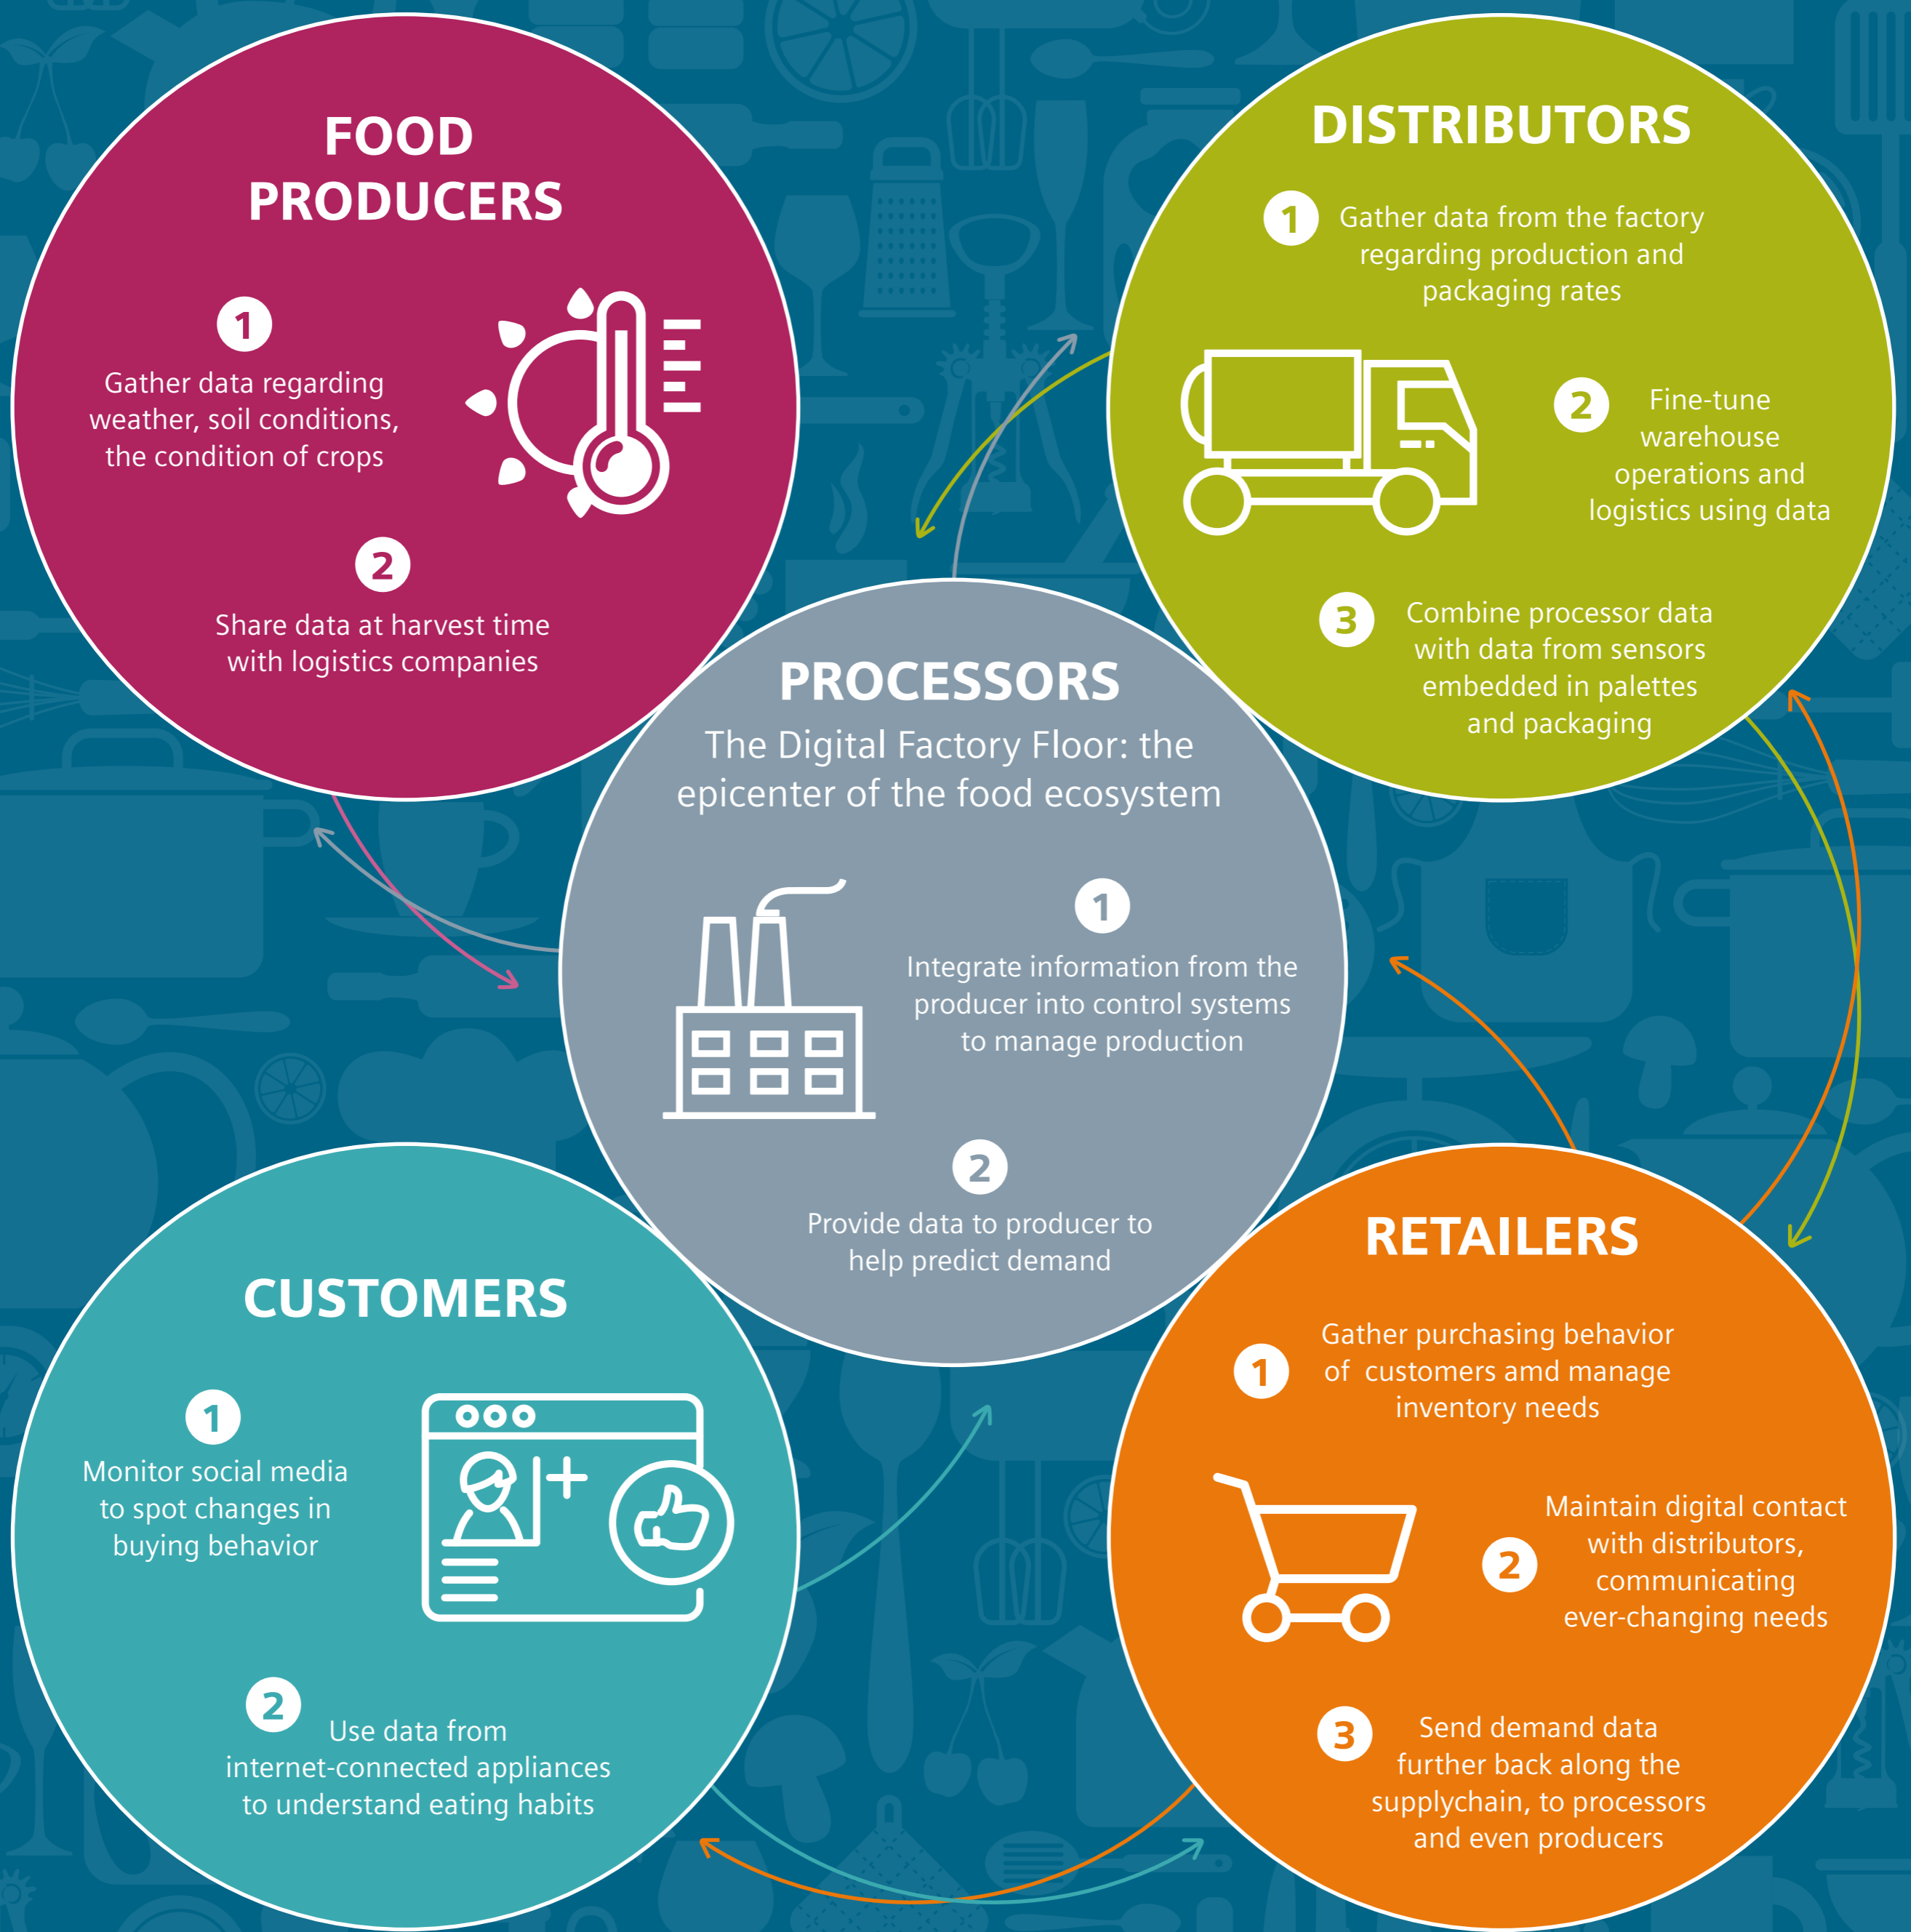 FOOD
PRODUCERS
1
Gather data regarding
weather, soil conditions,
the condition of crops
2
Share data at harvest time
with logistics companies
DISTRIBUTORS
1
Gather data from the factory
regarding production and
packaging rates
2
Fine-tune
warehouse
operations and
logistics using data
3
Combine processor data
with data from sensors
embedded in palettes
and packaging
PROCESSORS
The Digital Factory Floor: the
epicenter of the food ecosystem
1
Integrate information from the
producer into control systems
to manage production
2
Provide data to producer to
help predict demand
CUSTOMERS
1
Monitor social media
to spot changes in
buying behavior
2
Use data from
internet-connected appliances
to understand eating habits
RETAILERS
1
Gather purchasing behavior
of customers amd manage
inventory needs
2
Maintain digital contact
with distributors,
communicating
ever-changing needs
3
Send demand data
further back along the
supplychain, to processors
and even producers